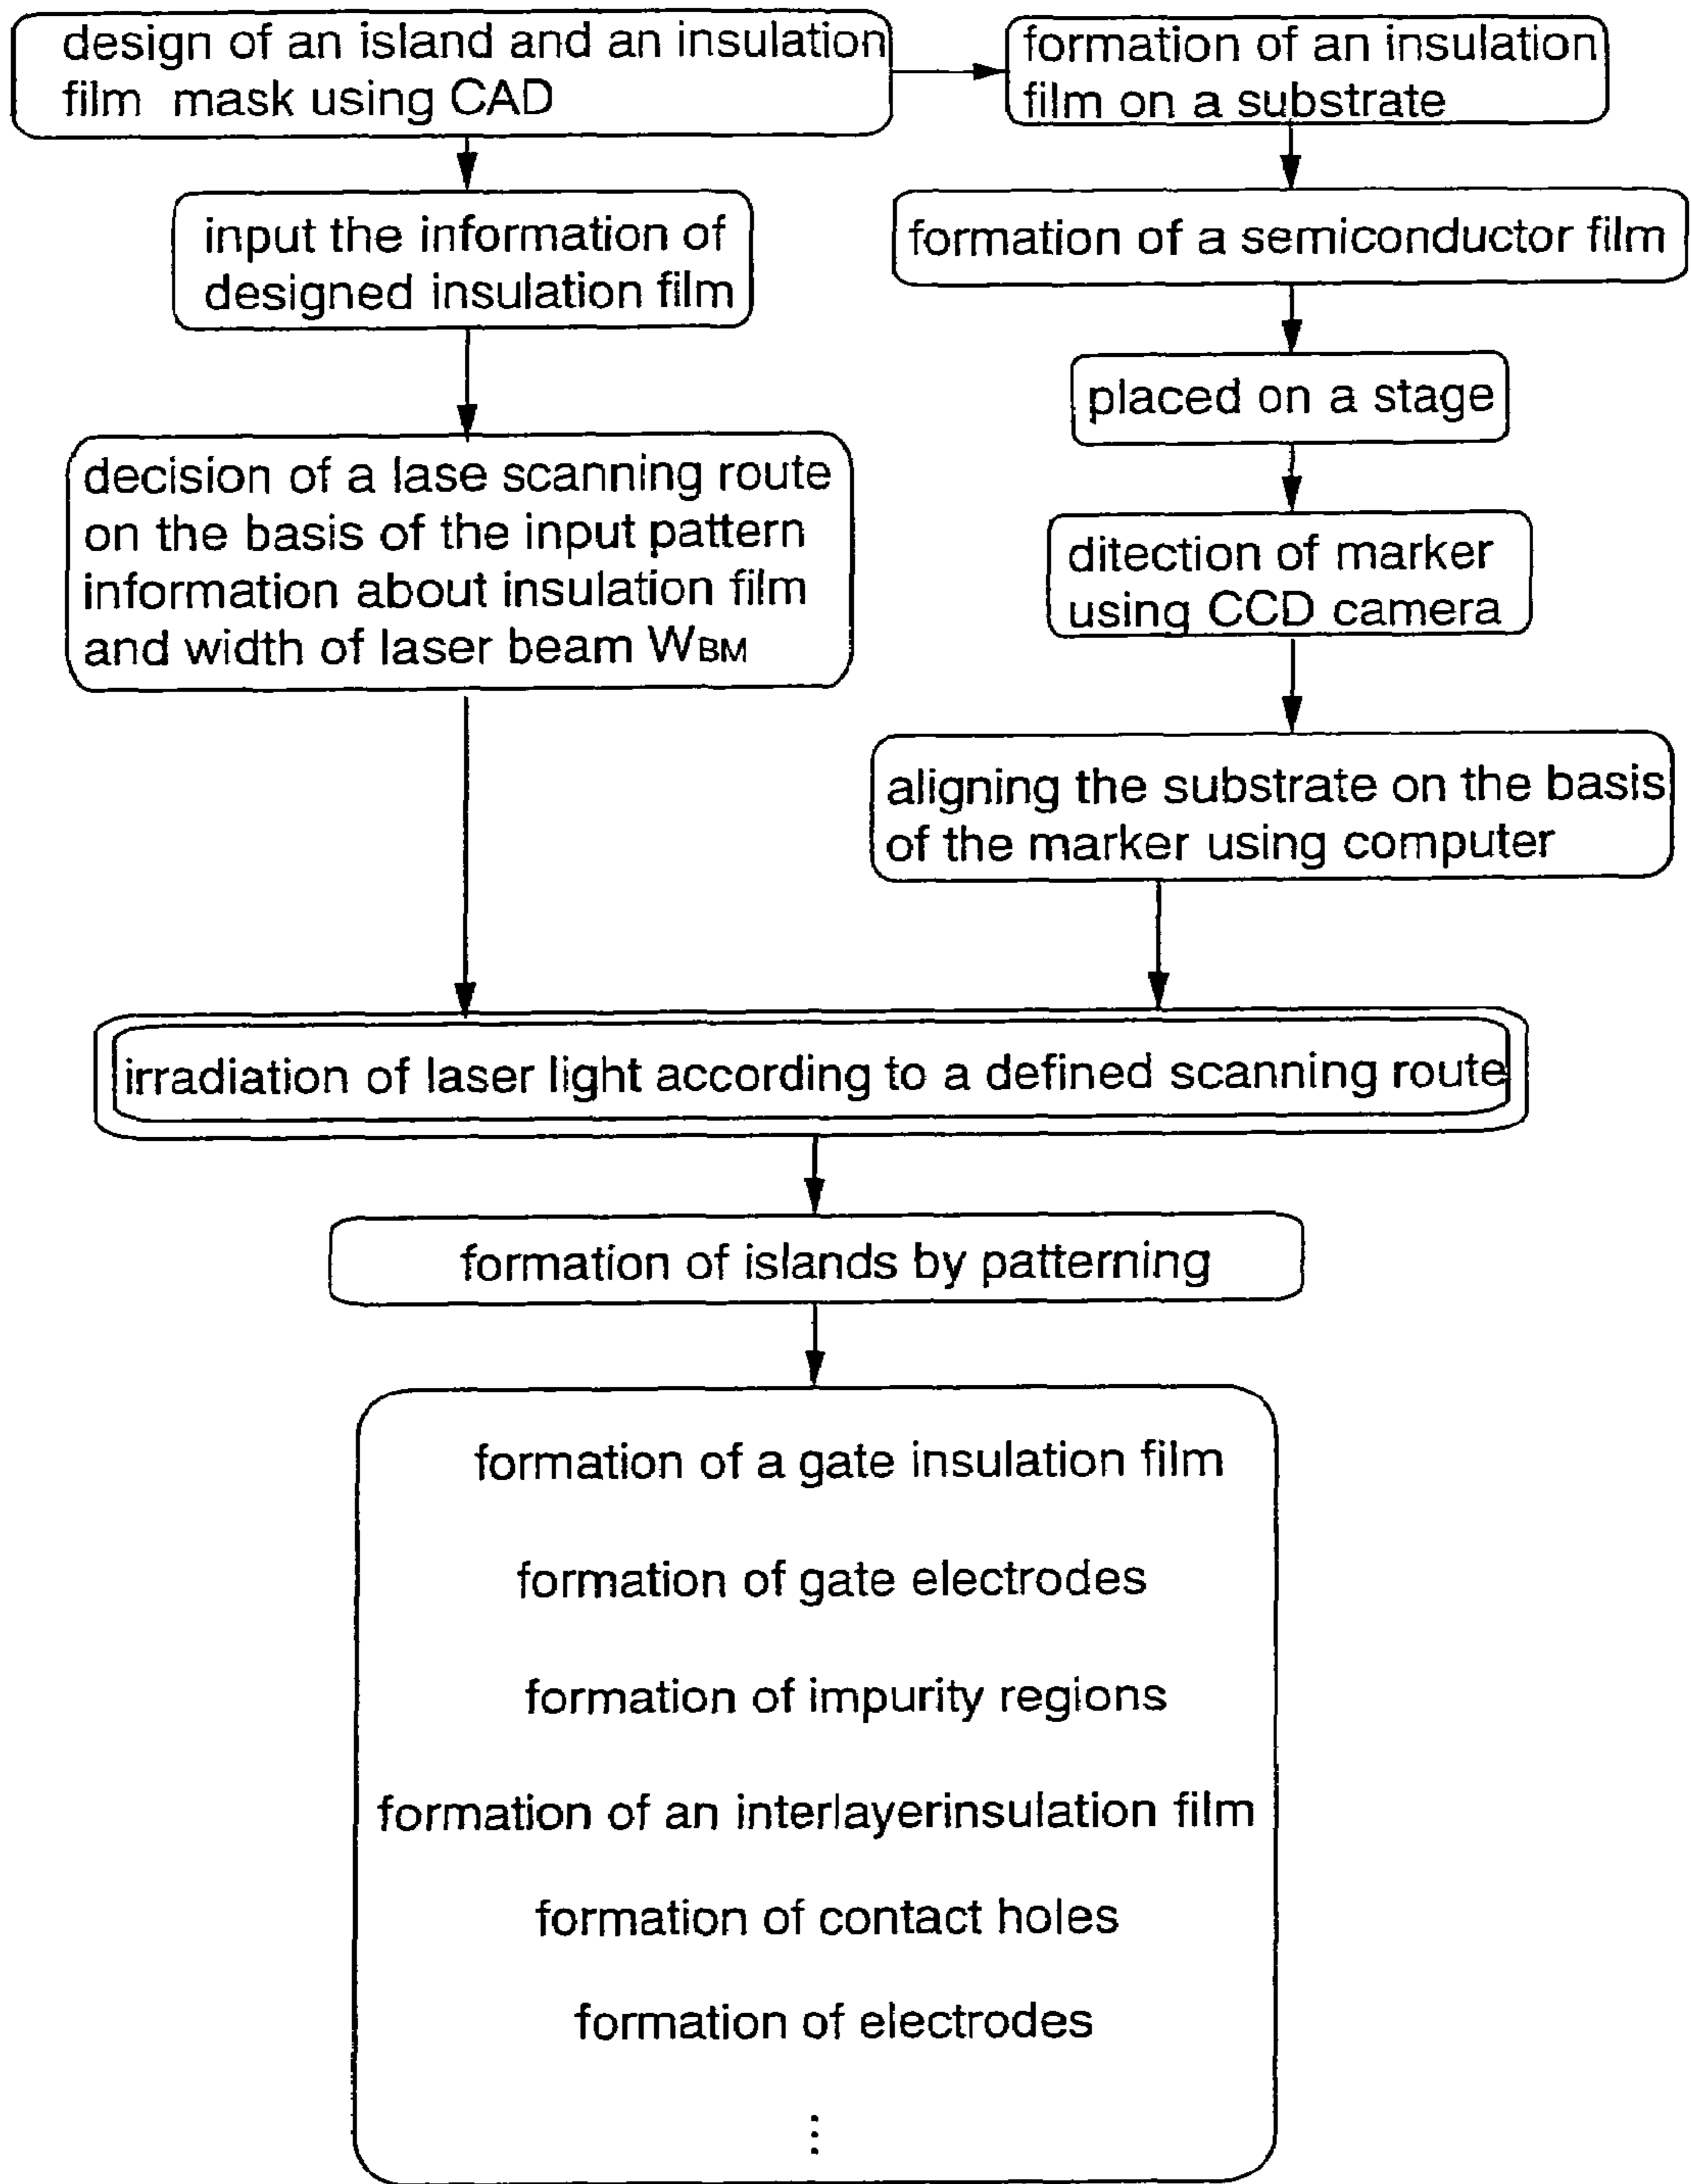 design of an island and an insulation
film mask using CAD
formation of an insulation
film on a substrate
input the information of
designed insulation film
formation of a semiconductor film
placed on a stage
decision of a lase scanning route
on the basis of the input pattern
information about insulation film
and width of laser beam WBM
ditection of marker
using CCD camera
aligning the substrate on the basis
of the marker using computer
irradiation of laser light according to a defined scanning route
formation of islands by patterning
formation of a gate insulation film
formation of gate electrodes
formation of impurity regions
formation of an interlayerinsulation film
formation of contact holes
formation of electrodes
⋮